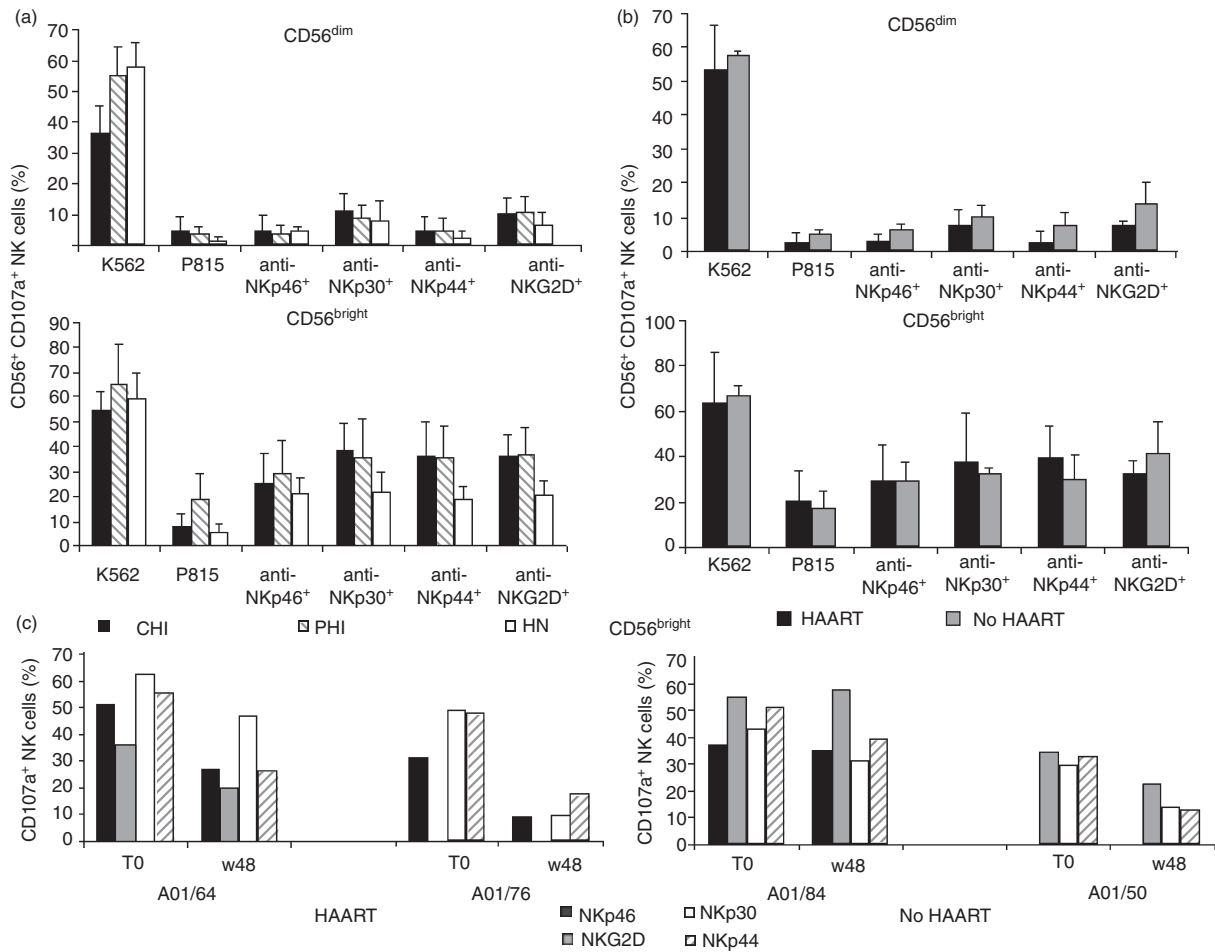 (a)
CD56dim
CD56+ CD107a+ NK cells (%)
70
60
50
40
30
20
10
K562
P815
anti-
NKp46+
anti-
NKp30+
anti-
NKp44+
anti-
NKG2D+
CD56bright
90
80
70
60
50
40
30
20
10
0
K562
P815
anti-
NKp46+
anti-
NKp30+
anti-
NKp44+
anti-
NKG2D+
CHI
PHI
HN
(b)
CD56dim
CD56+ CD107a+ NK cells (%)
70
60
50
40
30
20
10
0
K562
P815
anti-
NKp46+
anti-
NKp30+
anti-
NKp44+
anti-
NKG2D+
CD56bright
100
80
60
40
20
0
K562
P815
anti-
NKp46+
anti-
NKp30+
anti-
NKp44+
anti-
NKG2D+
HAART
No HAART
(c)
CD56bright
CD107a+ NK cells (%)
70
60
50
40
30
20
10
0
T0
w48
T0
w48
A01/64
A01/76
HAART
CD107a+ NK cells (%)
70
60
50
40
30
20
10
0
T0
w48
T0
w48
A01/84
A01/50
No HAART
NKp46
NKp30
NKG2D
NKp44